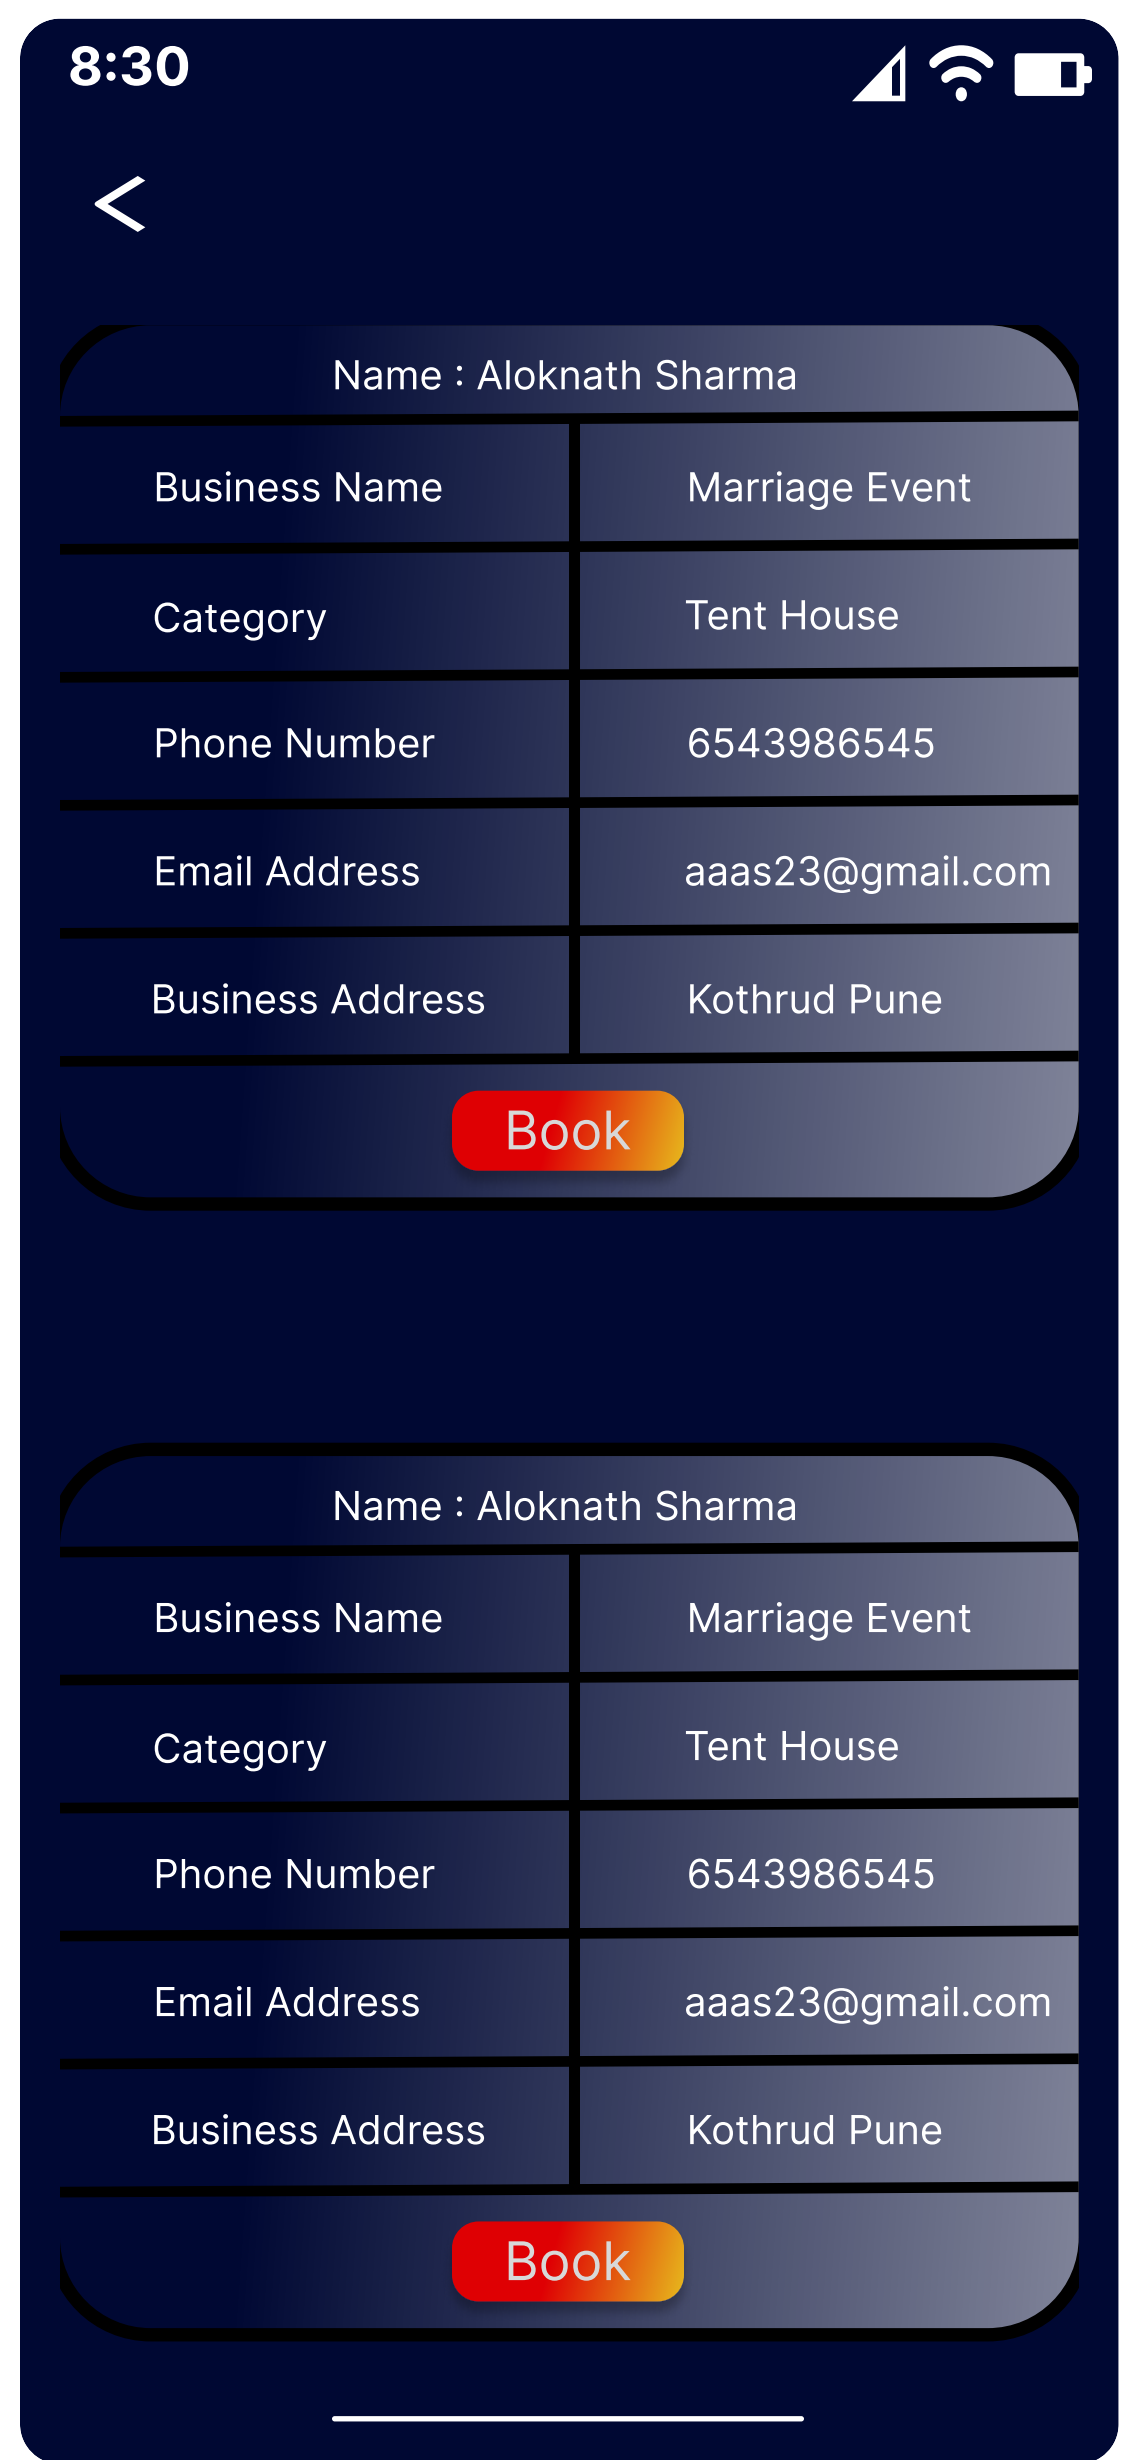 8:30
Name : Aloknath Sharma
Business Name Marriage Event
Category Tent House
Phone Number 6543986545
Email Address aaas23@gmail.com
Business Address Kothrud Pune
Book
Name : Aloknath Sharma
Business Name Marriage Event
Category Tent House
Phone Number 6543986545
Email Address aaas23@gmail.com
Business Address Kothrud Pune
Book